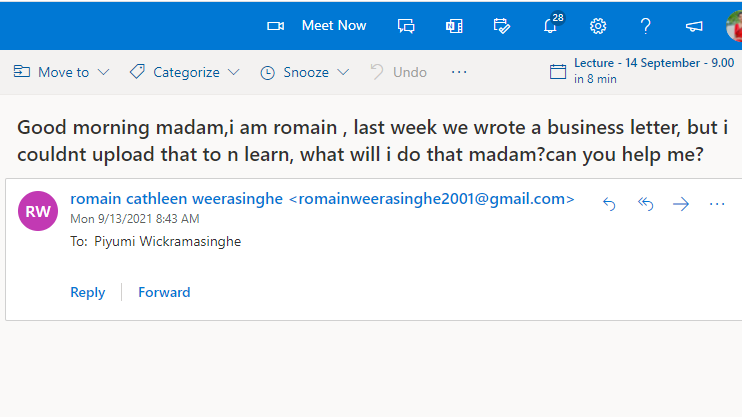 Meet Now
28
Move to
Categorize
Snooze
Undo
Lecture - 14 September - 9.00
in 8 min
Good morning madam,i am romain , last week we wrote a business letter, but i
couldnt upload that to n learn, what will i do that madam?can you help me?
RW
romain cathleen weerasinghe <romainweerasinghe2001@gmail.com>
Mon 9/13/2021 8:43 AM
To: Piyumi Wickramasinghe
Reply
Forward